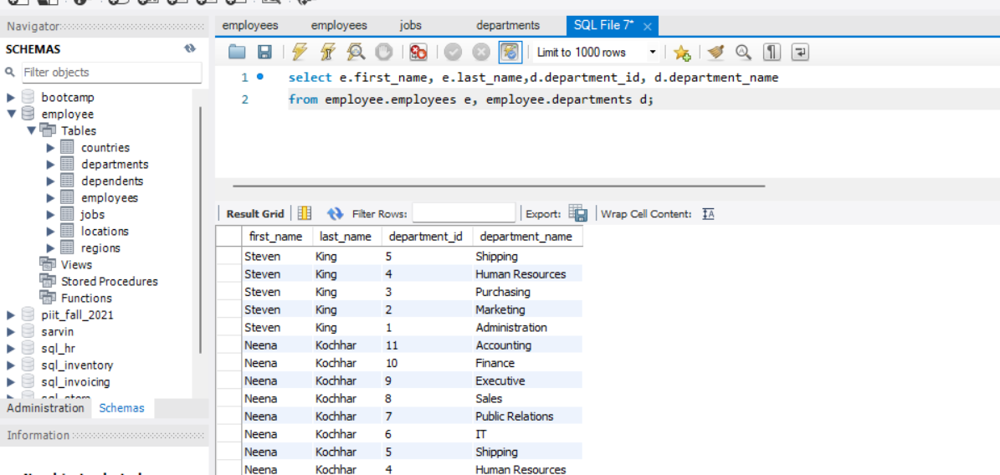 Navigator
employees employees jobs departments SQL File 7*
SCHEMAS
Filter objects
Limit to 1000 rows
1 select e.first_name, e.last_name,d.department_id, d.department_name
2 from employee.employees e, employee.departments d;
bootcamp
employee
Tables
countries
departments
dependents
employees
jobs
locations
regions
Views
Stored Procedures
Functions
piit_fall_2021
sarvin
sql_hr
sql_inventory
sql_invoicing
Administration Schemas
Information
Result Grid Filter Rows: Export: Wrap Cell Content: IA
first_name last_name department_id department_name
Steven King 5 Shipping
Steven King 4 Human Resources
Steven King 3 Purchasing
Steven King 2 Marketing
Steven King 1 Administration
Neena Kochhar 11 Accounting
Neena Kochhar 10 Finance
Neena Kochhar 9 Executive
Neena Kochhar 8 Sales
Neena Kochhar 7 Public Relations
Neena Kochhar 6 IT
Neena Kochhar 5 Shipping
Neena Kochhar 4 Human Resources